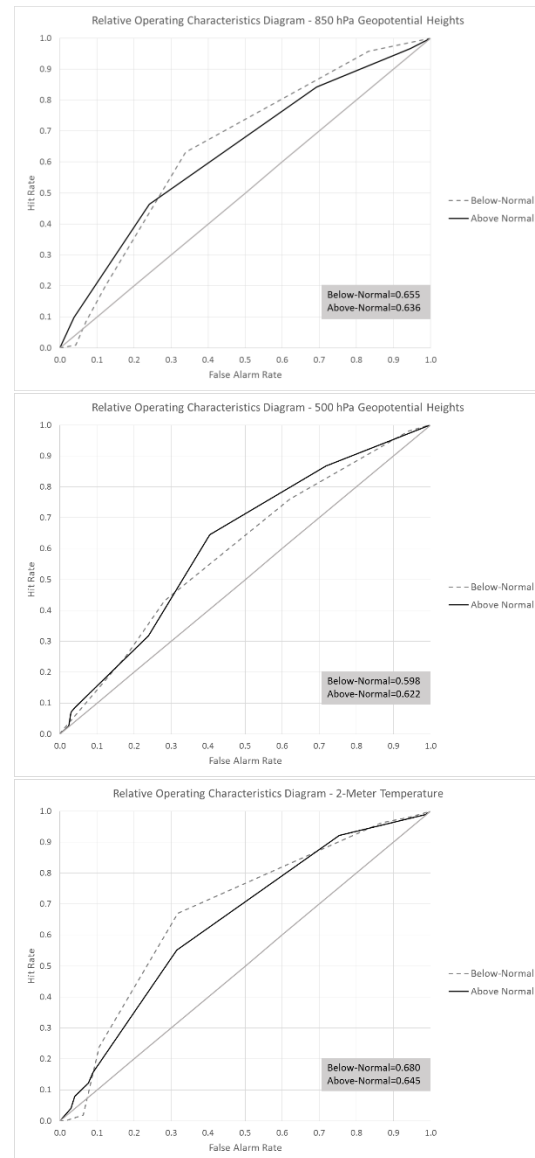 Relative Operating Characteristics Diagram - 850 hPa Geopotential Heights
1.0
0.9
0.8
0.7
0.6
0.5
0.4
0.3
0.2
0.1
0.0
Hit Rate
0.0 0.1 0.2 0.3 0.4 0.5 0.6 0.7 0.8 0.9 1.0
False Alarm Rate
Below-Normal
Above Normal
Below-Normal=0.655
Above-Normal=0.636
Relative Operating Characteristics Diagram - 500 hPa Geopotential Heights
1.0
0.9
0.8
0.7
0.6
0.5
0.4
0.3
0.2
0.1
0.0
Hit Rate
0.0 0.1 0.2 0.3 0.4 0.5 0.6 0.7 0.8 0.9 1.0
False Alarm Rate
Below-Normal
Above Normal
Below-Normal=0.598
Above-Normal=0.622
Relative Operating Characteristics Diagram - 2-Meter Temperature
1.0
0.9
0.8
0.7
0.6
0.5
0.4
0.3
0.2
0.1
0.0
Hit Rate
0.0 0.1 0.2 0.3 0.4 0.5 0.6 0.7 0.8 0.9 1.0
False Alarm Rate
Below-Normal
Above Normal
Below-Normal=0.680
Above-Normal=0.645